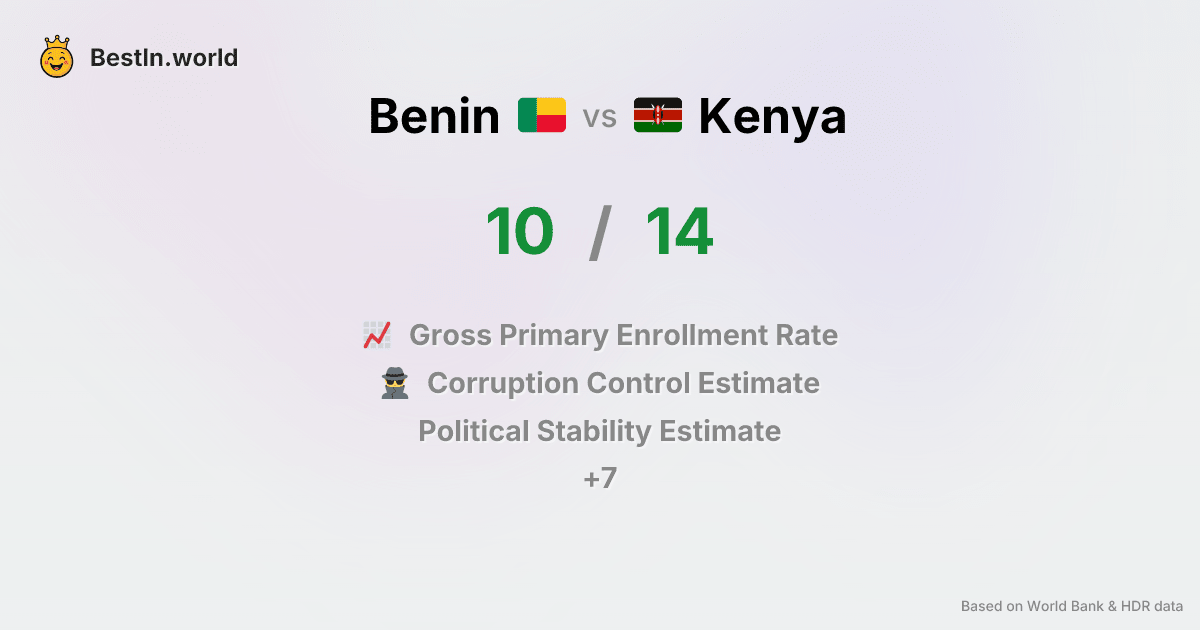 BestIn.world
Benin vs Kenya
10 / 14
Gross Primary Enrollment Rate
Corruption Control Estimate
Political Stability Estimate
+7
Based on World Bank & HDR data